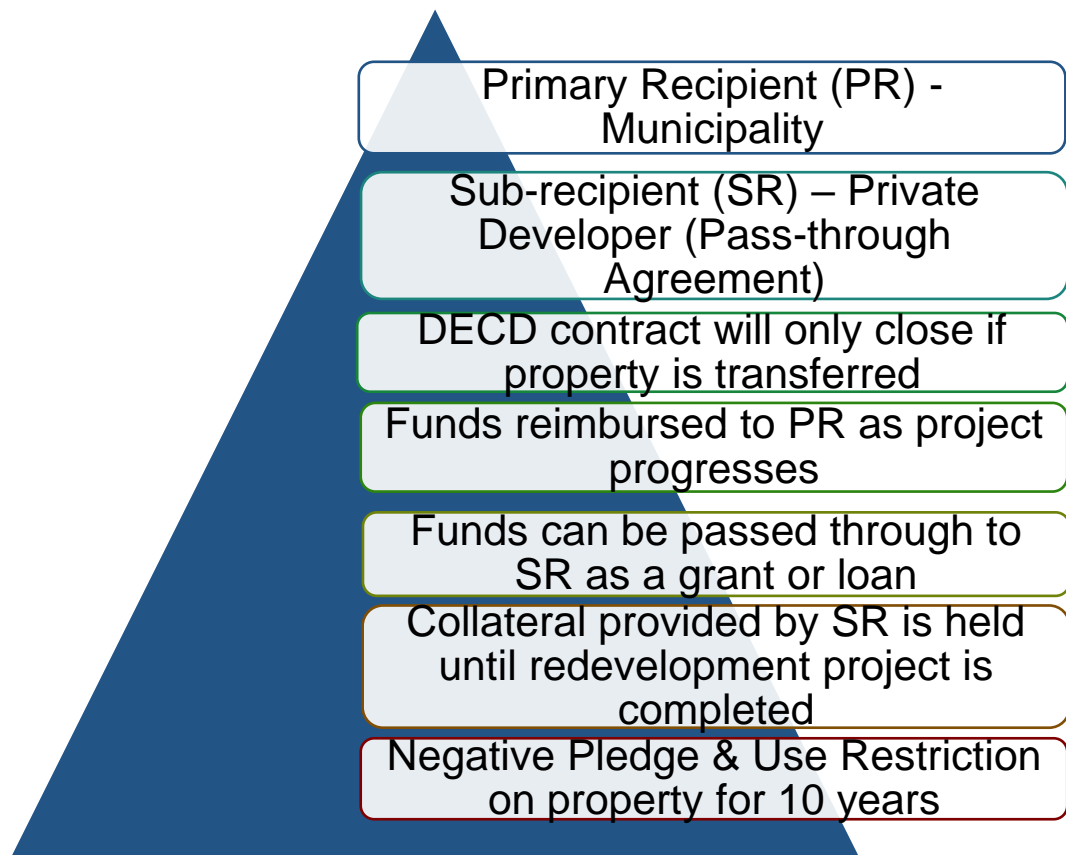 Primary Recipient (PR) -
Municipality
Sub-recipient (SR) – Private
Developer (Pass-through
Agreement)
DECD contract will only close if
property is transferred
Funds reimbursed to PR as project
progresses
Funds can be passed through to
SR as a grant or loan
Collateral provided by SR is held
until redevelopment project is
completed
Negative Pledge & Use Restriction
on property for 10 years